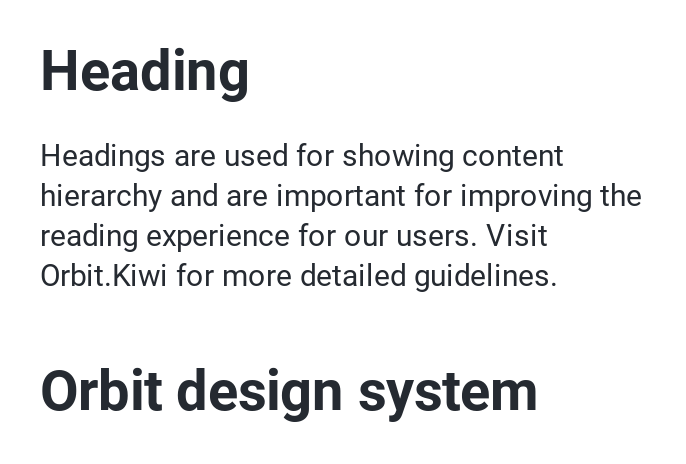 Heading
Headings are used for showing content
hierarchy and are important for improving the
reading experience for our users. Visit
Orbit.Kiwi for more detailed guidelines.
Orbit design system